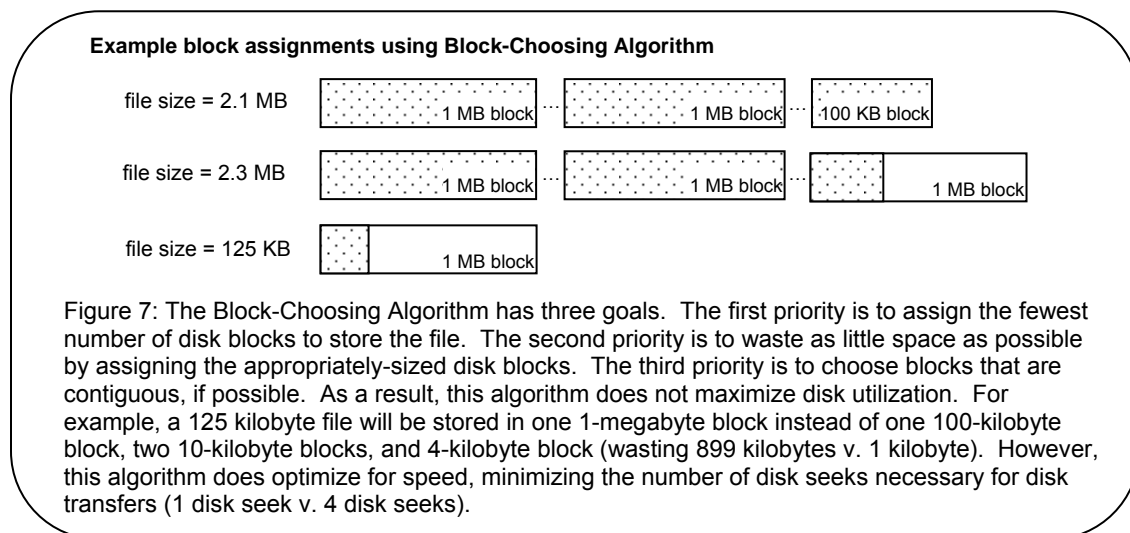 Example block assignments using Block-Choosing Algorithm
file size = 2.1 MB 1 MB block ... 1 MB block ... 100 KB block
file size = 2.3 MB 1 MB block ... 1 MB block ... 1 MB block
file size = 125 KB 1 MB block
Figure 7: The Block-Choosing Algorithm has three goals. The first priority is to assign the fewest
number of disk blocks to store the file. The second priority is to waste as little space as possible
by assigning the appropriately-sized disk blocks. The third priority is to choose blocks that are
contiguous, if possible. As a result, this algorithm does not maximize disk utilization. For
example, a 125 kilobyte file will be stored in one 1-megabyte block instead of one 100-kilobyte
block, two 10-kilobyte blocks, and 4-kilobyte block (wasting 899 kilobytes v. 1 kilobyte). However,
this algorithm does optimize for speed, minimizing the number of disk seeks necessary for disk
transfers (1 disk seek v. 4 disk seeks).